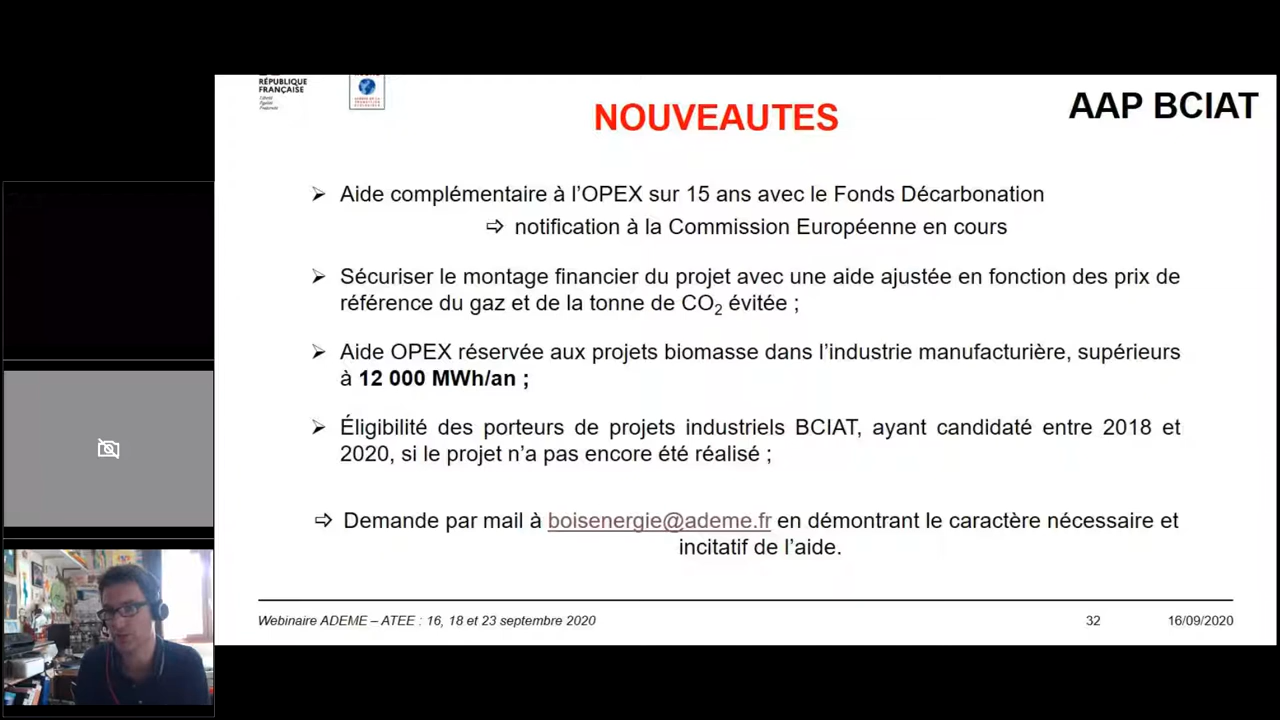 RÉPUBLIQUE
FRANÇAISE
Liberté
Égalité
Fraternité
NOUVEAUTES
AAP BCIAT
➢ Aide complémentaire à l’OPEX sur 15 ans avec le Fonds Décarbonation
⇨ notification à la Commission Européenne en cours
➢ Sécuriser le montage financier du projet avec une aide ajustée en fonction des prix de
référence du gaz et de la tonne de CO₂ évitée ;
➢ Aide OPEX réservée aux projets biomasse dans l’industrie manufacturière, supérieurs
à 12 000 MWh/an ;
➢ Éligibilité des porteurs de projets industriels BCIAT, ayant candidaté entre 2018 et
2020, si le projet n’a pas encore été réalisé ;
⇨ Demande par mail à boisenergie@ademe.fr en démontrant le caractère nécessaire et
incitatif de l’aide.
Webinaire ADEME – ATEE : 16, 18 et 23 septembre 2020
32
16/09/2020